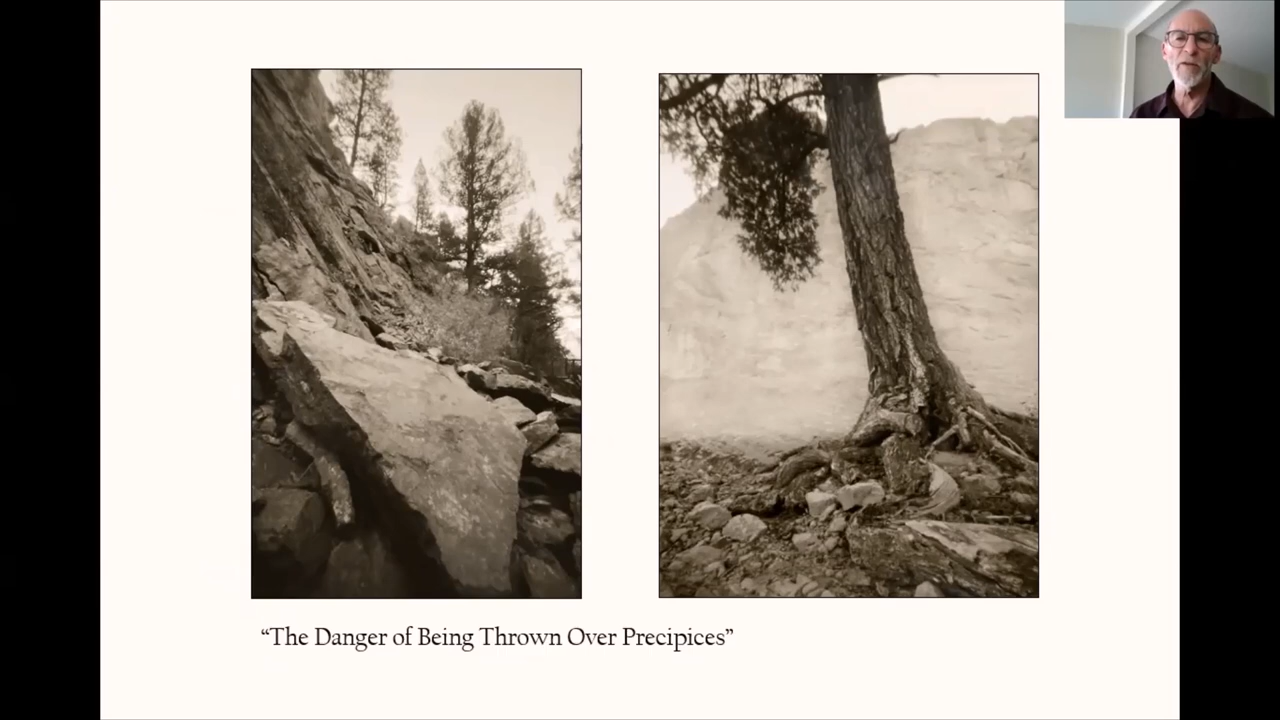 “The Danger of Being Thrown Over Precipices”